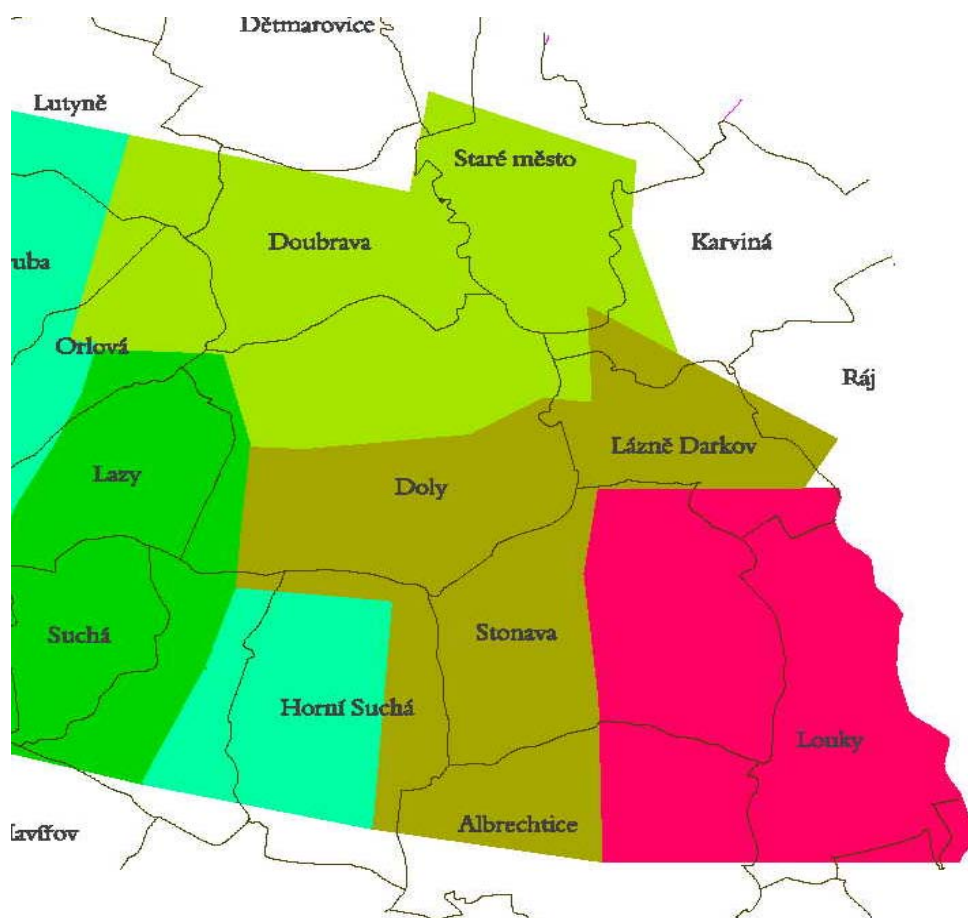 Dětmarovice
Lutyně
Staré město
Doubrava
Karviná
Orlová
Ráj
Lázně Darkov
Lazy
Doly
Suchá
Stonava
Horní Suchá
Louky
Albrechtice